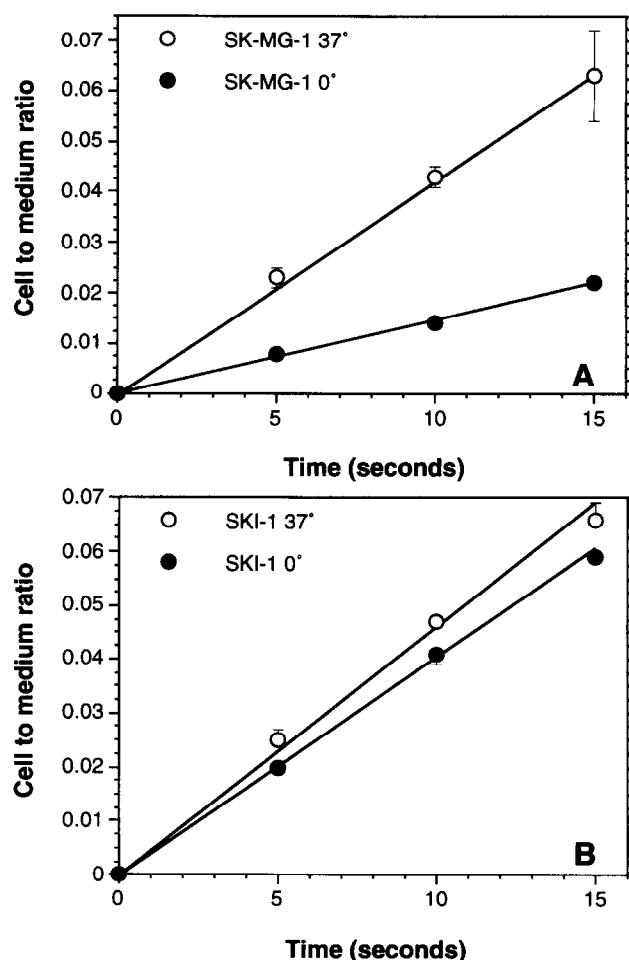 0.07
0.06
0.05
0.04
0.03
0.02
0.01
0
Cell to medium ratio
SK-MG-1 37°
SK-MG-1 0°
A
0 5 10 15
Time (seconds)
0.07
0.06
0.05
0.04
0.03
0.02
0.01
0
Cell to medium ratio
SKI-1 37°
SKI-1 0°
B
0 5 10 15
Time (seconds)